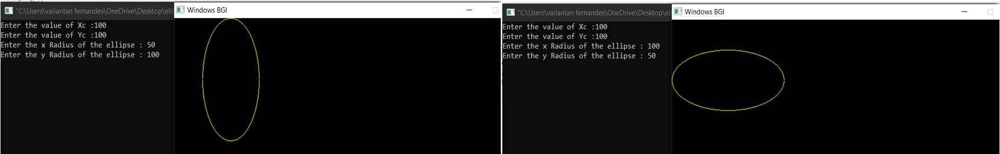 "C:\Users\vailantan fernandes\OneDrive\Desktop\elli
Windows BGI
Enter the value of Xc :100
Enter the value of Yc :100
Enter the x Radius of the ellipse : 50
Enter the y Radius of the ellipse : 100
"C:\Users\vailantan fernandes\OneDrive\Desktop\el
Windows BGI
Enter the value of Xc :100
Enter the value of Yc :100
Enter the x Radius of the ellipse : 100
Enter the y Radius of the ellipse : 50